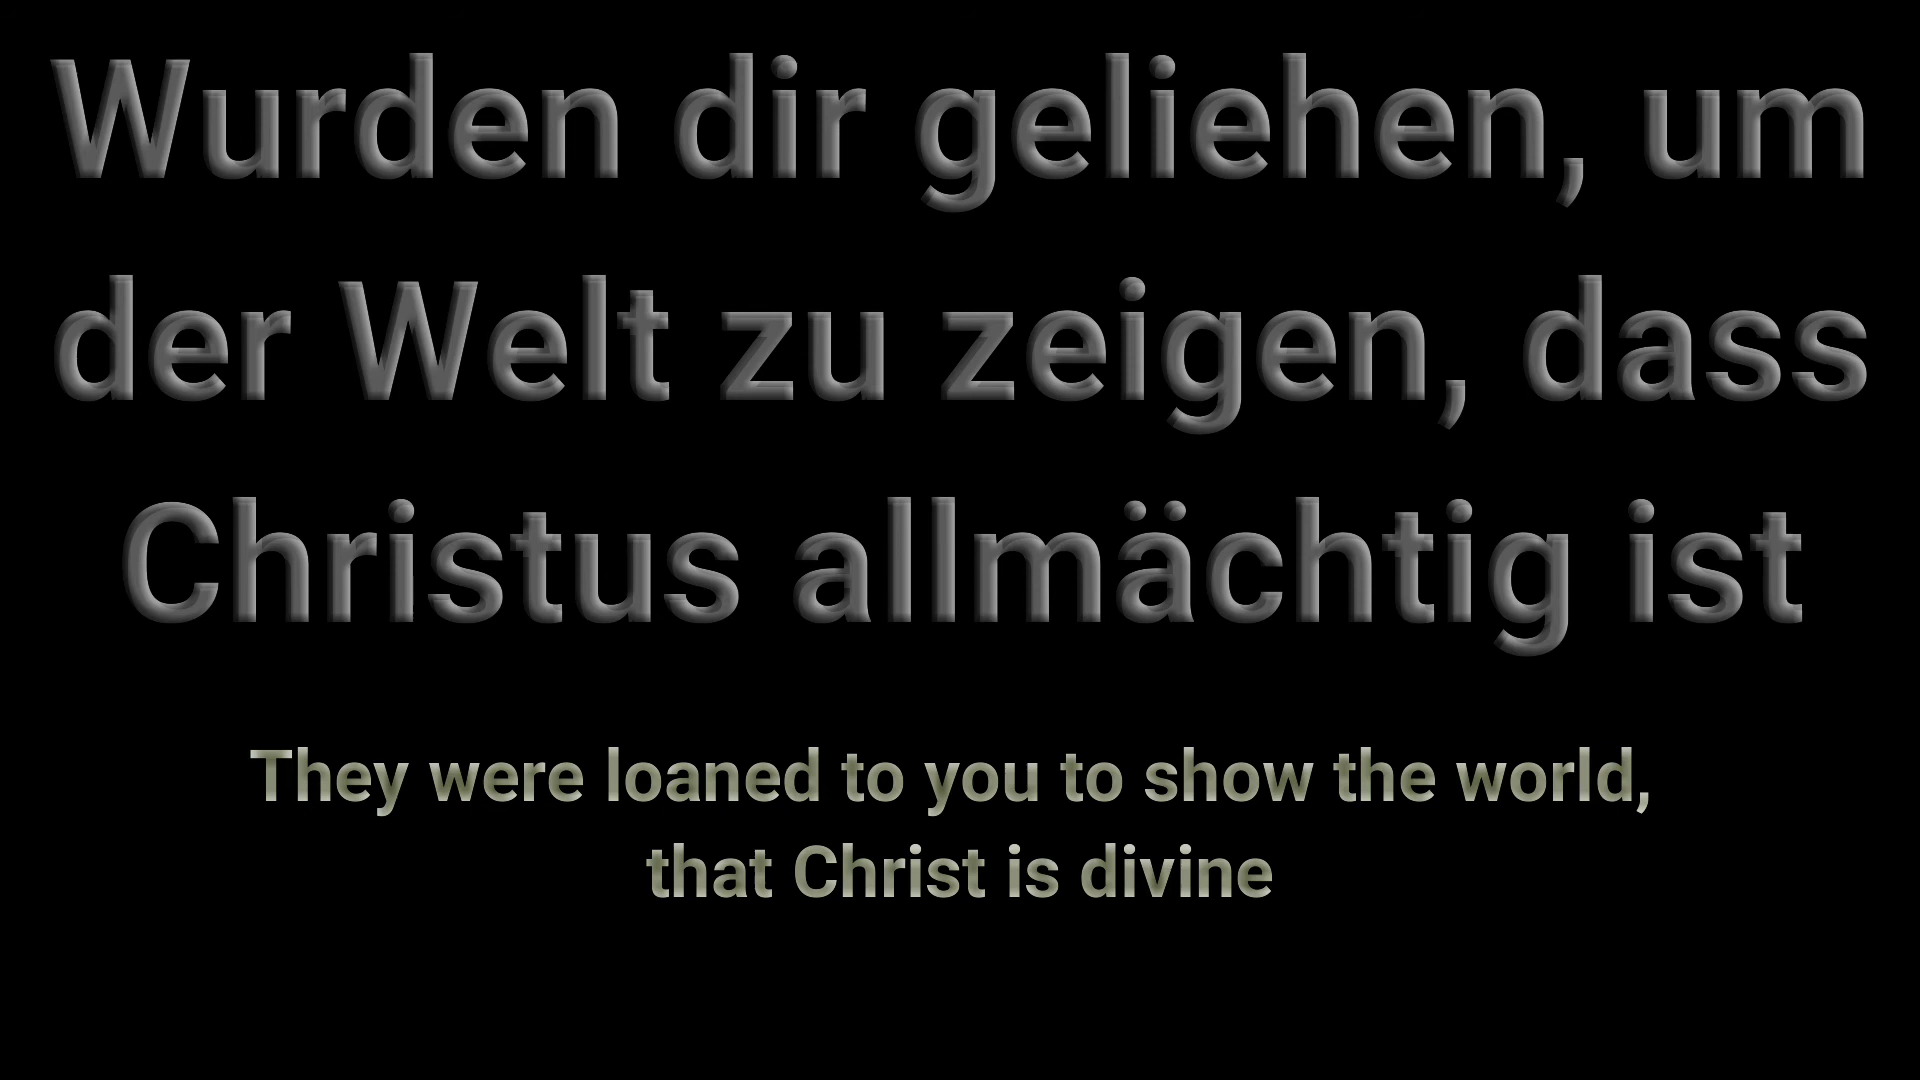 Wurden dir geliehen, um
der Welt zu zeigen, dass
Christus allmächtig ist
They were loaned to you to show the world,
that Christ is divine